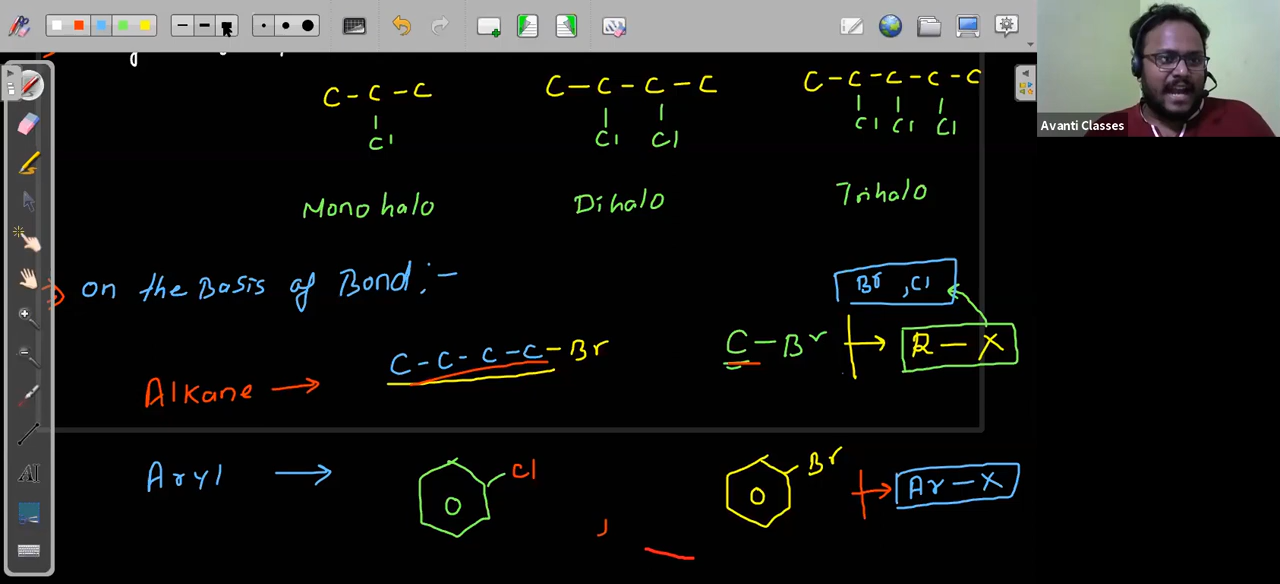 Avanti Classes
C - C - C
Cl
C - C - C - C
Cl Cl
C - C - C - C - C
Cl Cl Cl
Mono halo
Dihalo
Trihalo
on the Basis of Bond :-
Br , Cl
Alkane →
C - C - C - C - Br
C - Br
→ R - X
Aryl →
Cl
Br
→ Ar - X
AI